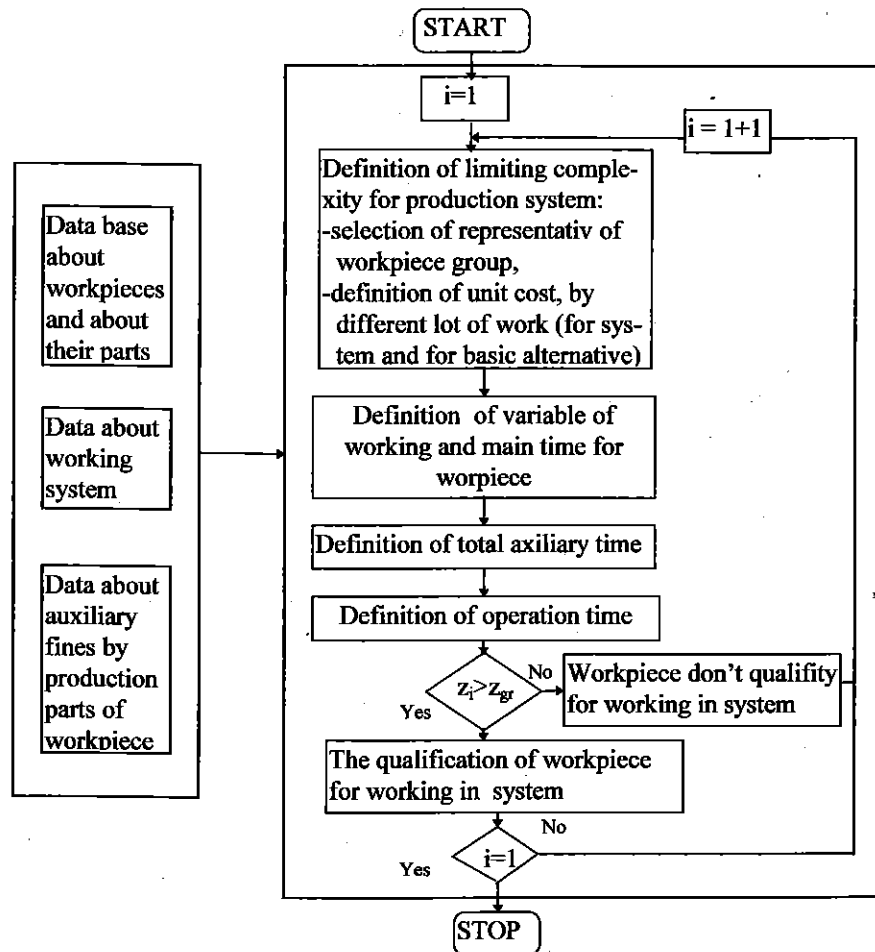 START
i=1
i = 1+1
Definition of limiting comple-
xity for production system:
-selection of representativ of
workpiece group,
-definition of unit cost, by
different lot of work (for sys-
tem and for basic alternative)
Data base
about
workpieces
and about
their parts
Data about
working
system
Data about
auxiliary
fines by
production
parts of
workpiece
Definition of variable of
working and main time for
worpiece
Definition of total axiliary time
Definition of operation time
zi>zgr
No
Yes
Workpiece don't qualifity
for working in system
The qualification of workpiece
for working in system
No
i=1
Yes
STOP